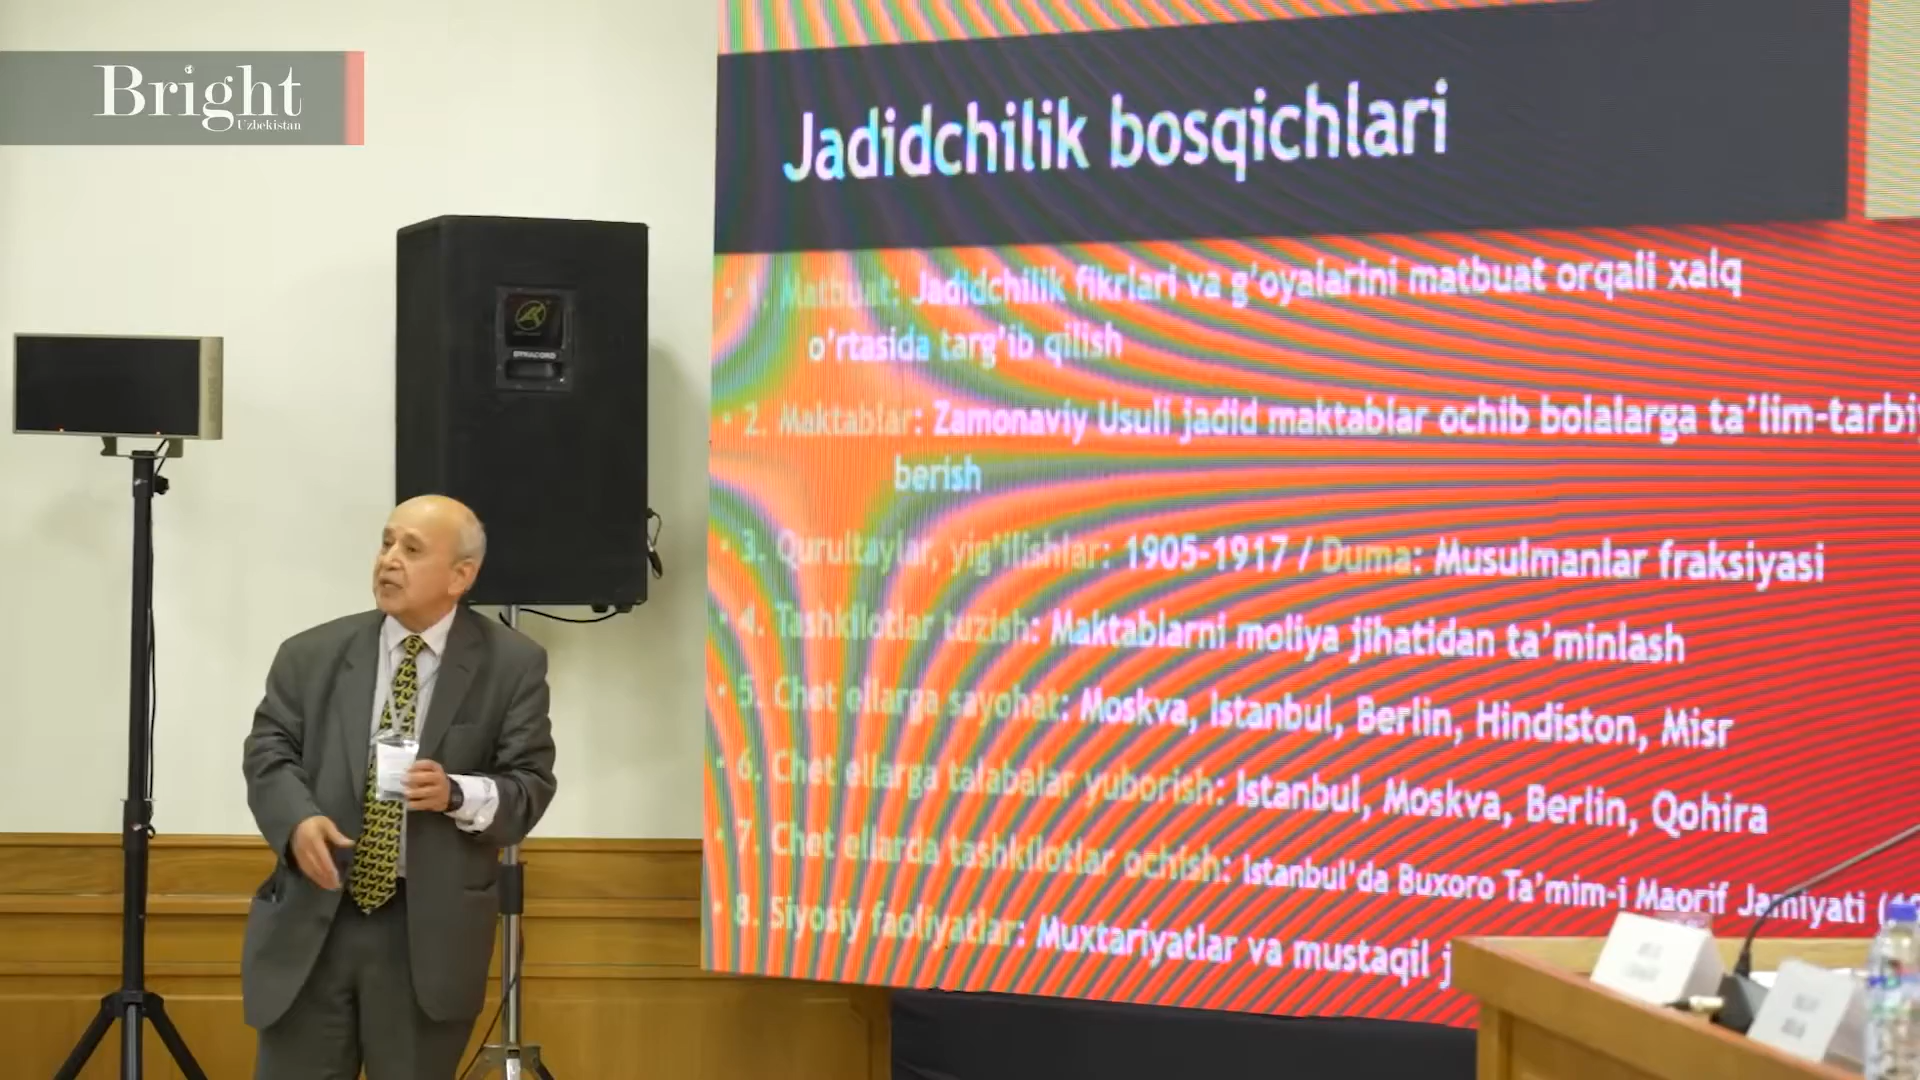 Bright
Uzbekistan
DYNACORD
Jadidchilik bosqichlari
• 1. Matbuat: Jadidchilik fikrlari va g'oyalarini matbuat orqali xalq
o'rtasida targ'ib qilish
• 2. Maktablar: Zamonaviy Usuli jadid maktablar ochib bolalarga ta'lim-tarbi
berish
• 3. Qurultaylar, yig'ilishlar: 1905-1917 / Duma: Musulmanlar fraksiyasi
• 4. Tashkilotlar tuzish: Maktablarni moliya jihatidan ta'minlash
• 5. Chet ellarga sayohat: Moskva, Istanbul, Berlin, Hindiston, Misr
• 6. Chet ellarga talabalar yuborish: Istanbul, Moskva, Berlin, Qohira
• 7. Chet ellarda tashkilotlar ochish: Istanbul'da Buxoro Ta'mim-i Maorif Jamiyati (
• 8. Siyosiy faoliyatlar: Muxtariyatlar va mustaqil j